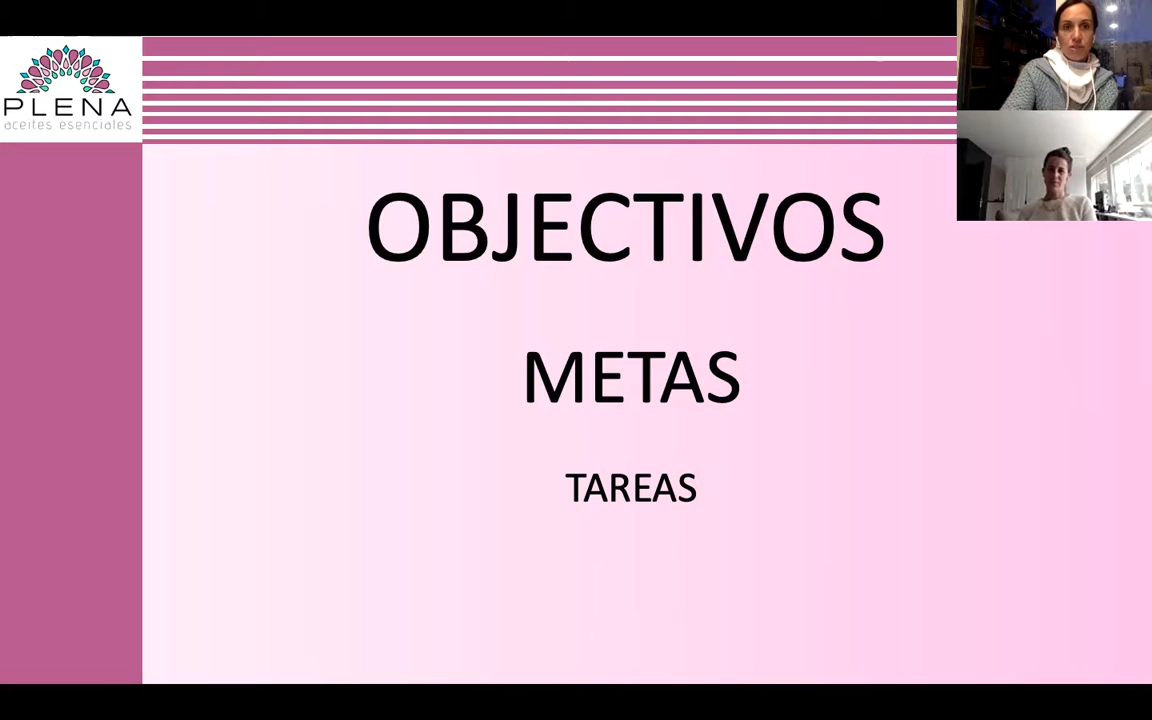 PLENA
aceites esenciales
OBJECTIVOS
METAS
TAREAS